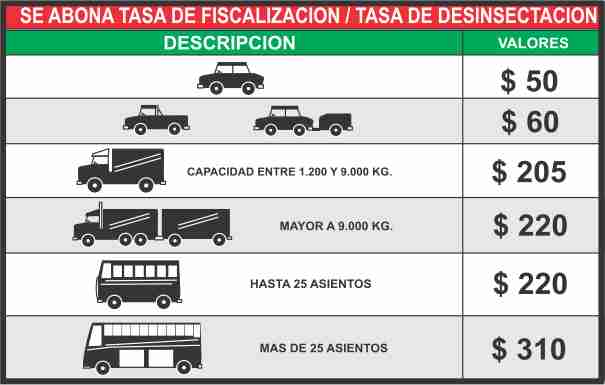 SE ABONA TASA DE FISCALIZACION / TASA DE DESINSECTACION
DESCRIPCION VALORES
$ 50
$ 60
CAPACIDAD ENTRE 1.200 Y 9.000 KG. $ 205
MAYOR A 9.000 KG. $ 220
HASTA 25 ASIENTOS $ 220
MAS DE 25 ASIENTOS $ 310